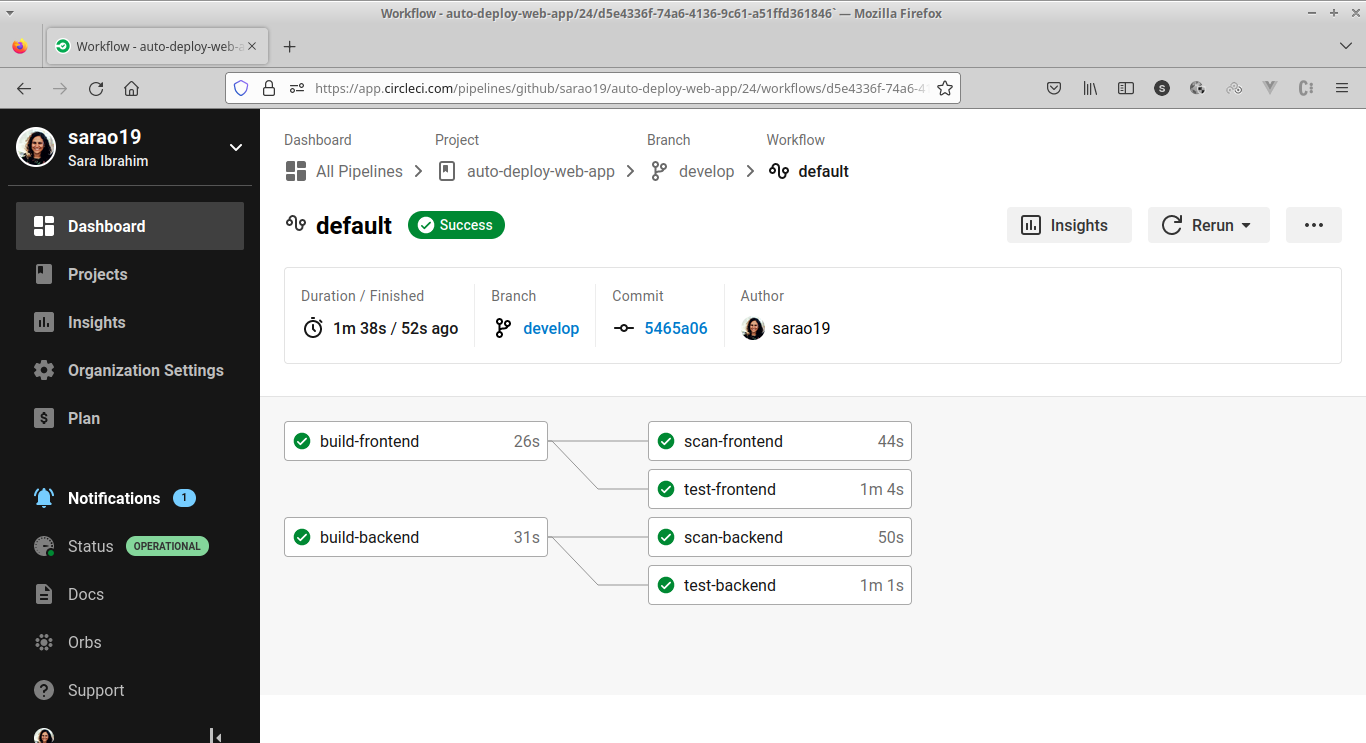 Workflow - auto-deploy-web-app/24/d5e4336f-74a6-4136-9c61-a51ffd361846` — Mozilla Firefox
Workflow - auto-deploy-web-a
https://app.circleci.com/pipelines/github/sarao19/auto-deploy-web-app/24/workflows/d5e4336f-74a6-41
sarao19
Sara Ibrahim
Dashboard
Projects
Insights
Organization Settings
$ Plan
Notifications 1
Status OPERATIONAL
Docs
Orbs
? Support
Dashboard Project Branch Workflow
All Pipelines auto-deploy-web-app develop default
default Success Insights Rerun
Duration / Finished Branch Commit Author
1m 38s / 52s ago develop 5465a06 sarao19
build-frontend 26s scan-frontend 44s
test-frontend 1m 4s
build-backend 31s scan-backend 50s
test-backend 1m 1s